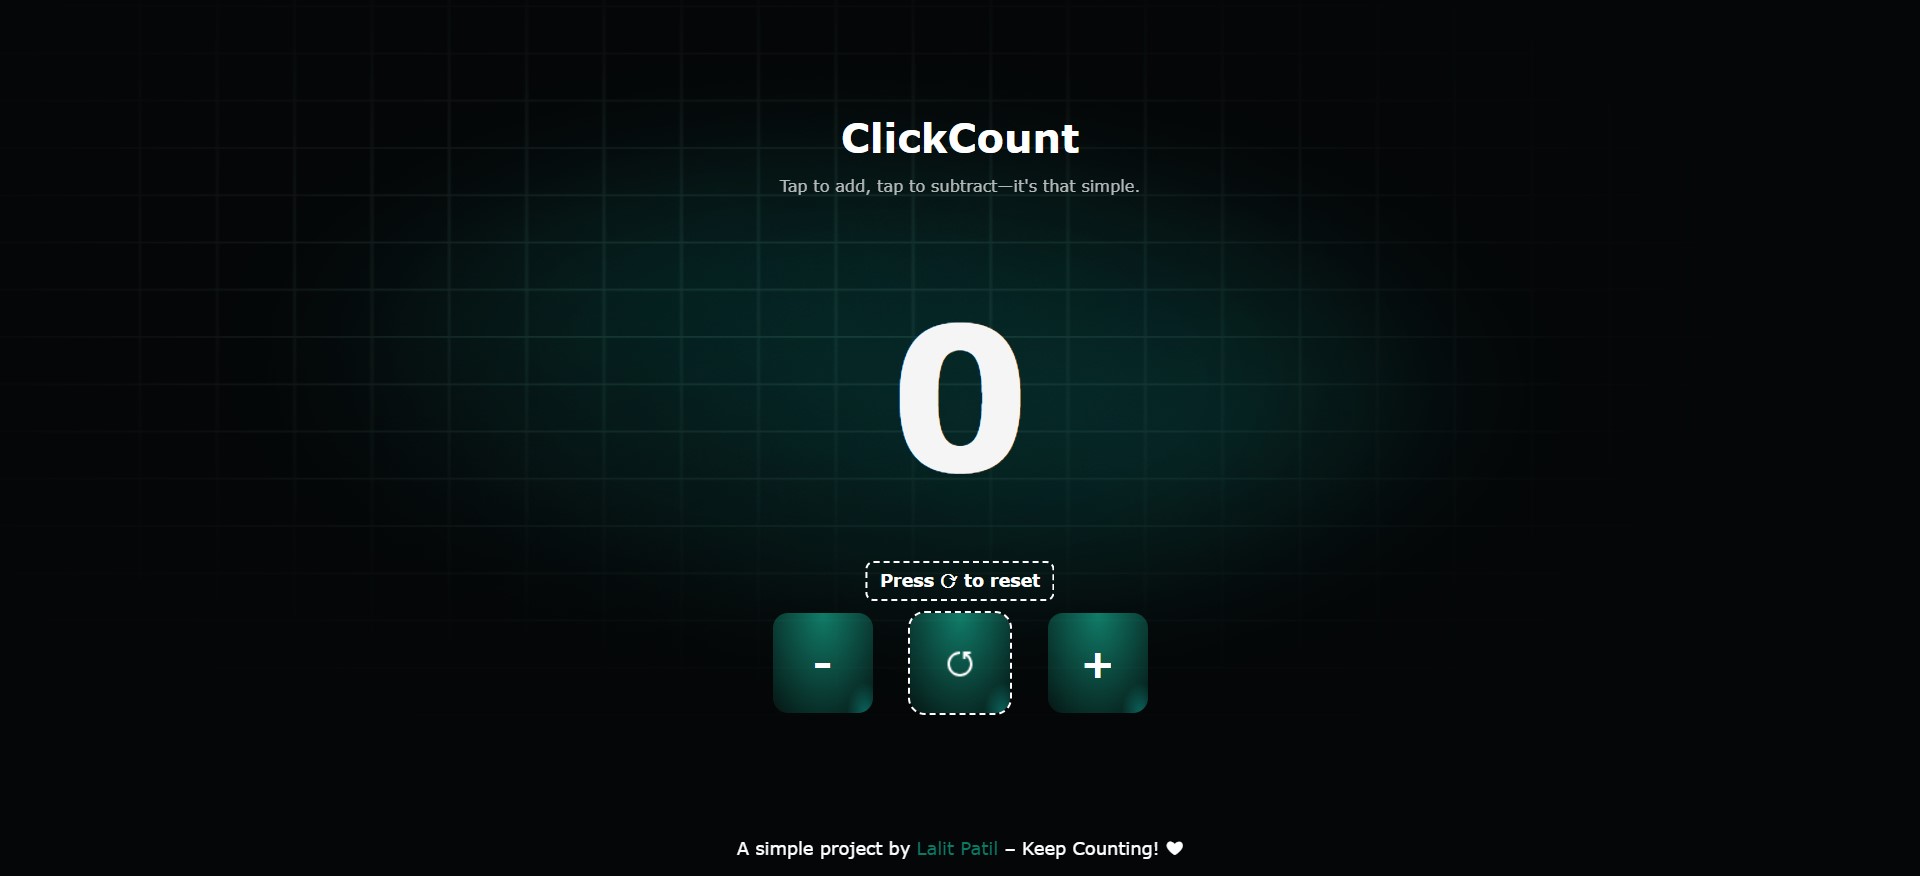 ClickCount
Tap to add, tap to subtract—it's that simple.
0
Press ⟳ to reset
-
+
A simple project by Lalit Patil – Keep Counting! 🤍